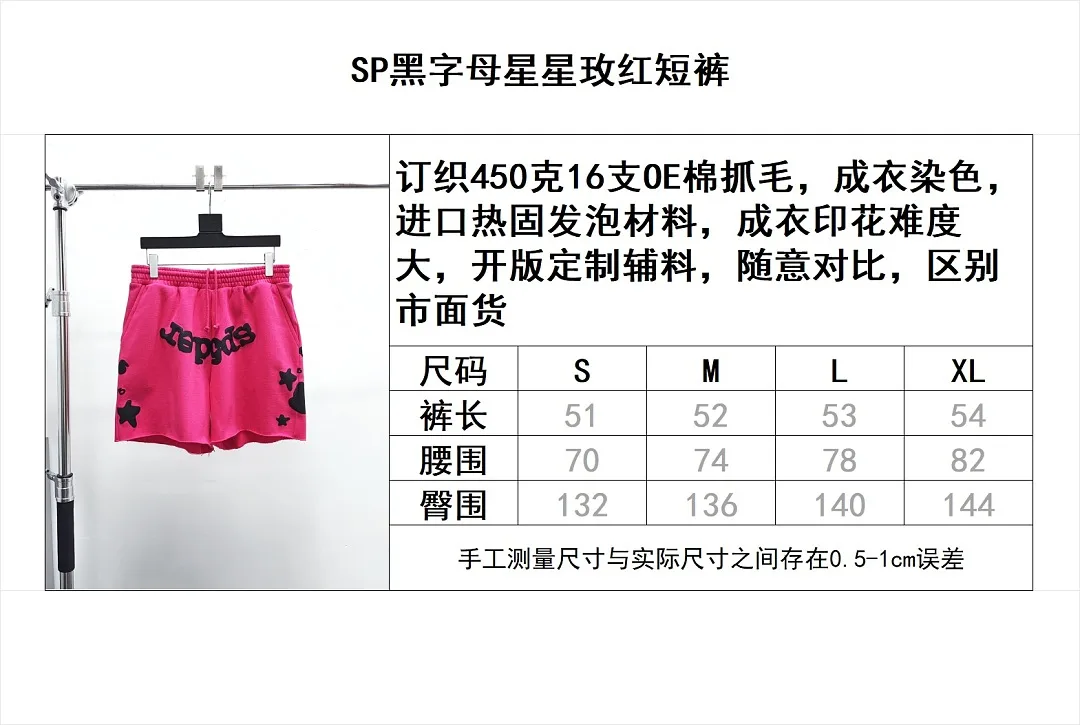 SP黑字母星星玫红短裤
订织450克16支OE棉抓毛，成衣染色，
进口热固发泡材料，成衣印花难度
大，开版定制辅料，随意对比，区别
市面货
尺码 S M L XL
裤长 51 52 53 54
腰围 70 74 78 82
臀围 132 136 140 144
手工测量尺寸与实际尺寸之间存在0.5-1cm误差